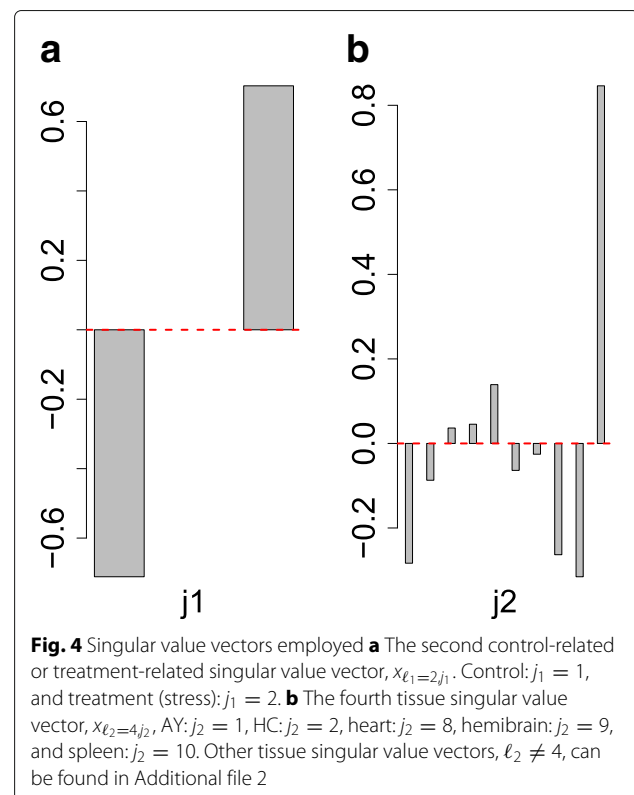 a
b
0.6
0.2
−0.2
−0.6
j1
0.8
0.6
0.4
0.2
0.0
−0.2
j2
Fig. 4 Singular value vectors employed a The second control-related
or treatment-related singular value vector, xℓ1=2,j1. Control: j1 = 1,
and treatment (stress): j1 = 2. b The fourth tissue singular value
vector, xℓ2=4,j2, AY: j2 = 1, HC: j2 = 2, heart: j2 = 8, hemibrain: j2 = 9,
and spleen: j2 = 10. Other tissue singular value vectors, ℓ2 ≠ 4, can
be found in Additional file 2